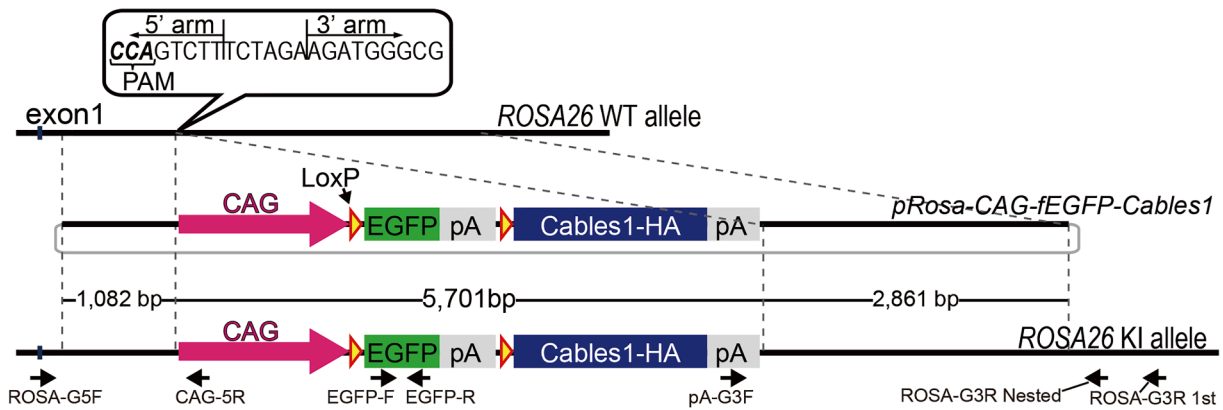 5’ arm 3’ arm
CCAGTCTTTCTAGAAGATGGGCG
PAM
exon1
ROSA26 WT allele
LoxP
CAG
EGFP pA Cables1-HA pA
pRosa-CAG-fEGFP-Cables1
1,082 bp 5,701bp 2,861 bp
CAG
EGFP pA Cables1-HA pA
ROSA26 KI allele
ROSA-G5F CAG-5R EGFP-F EGFP-R pA-G3F ROSA-G3R Nested ROSA-G3R 1st